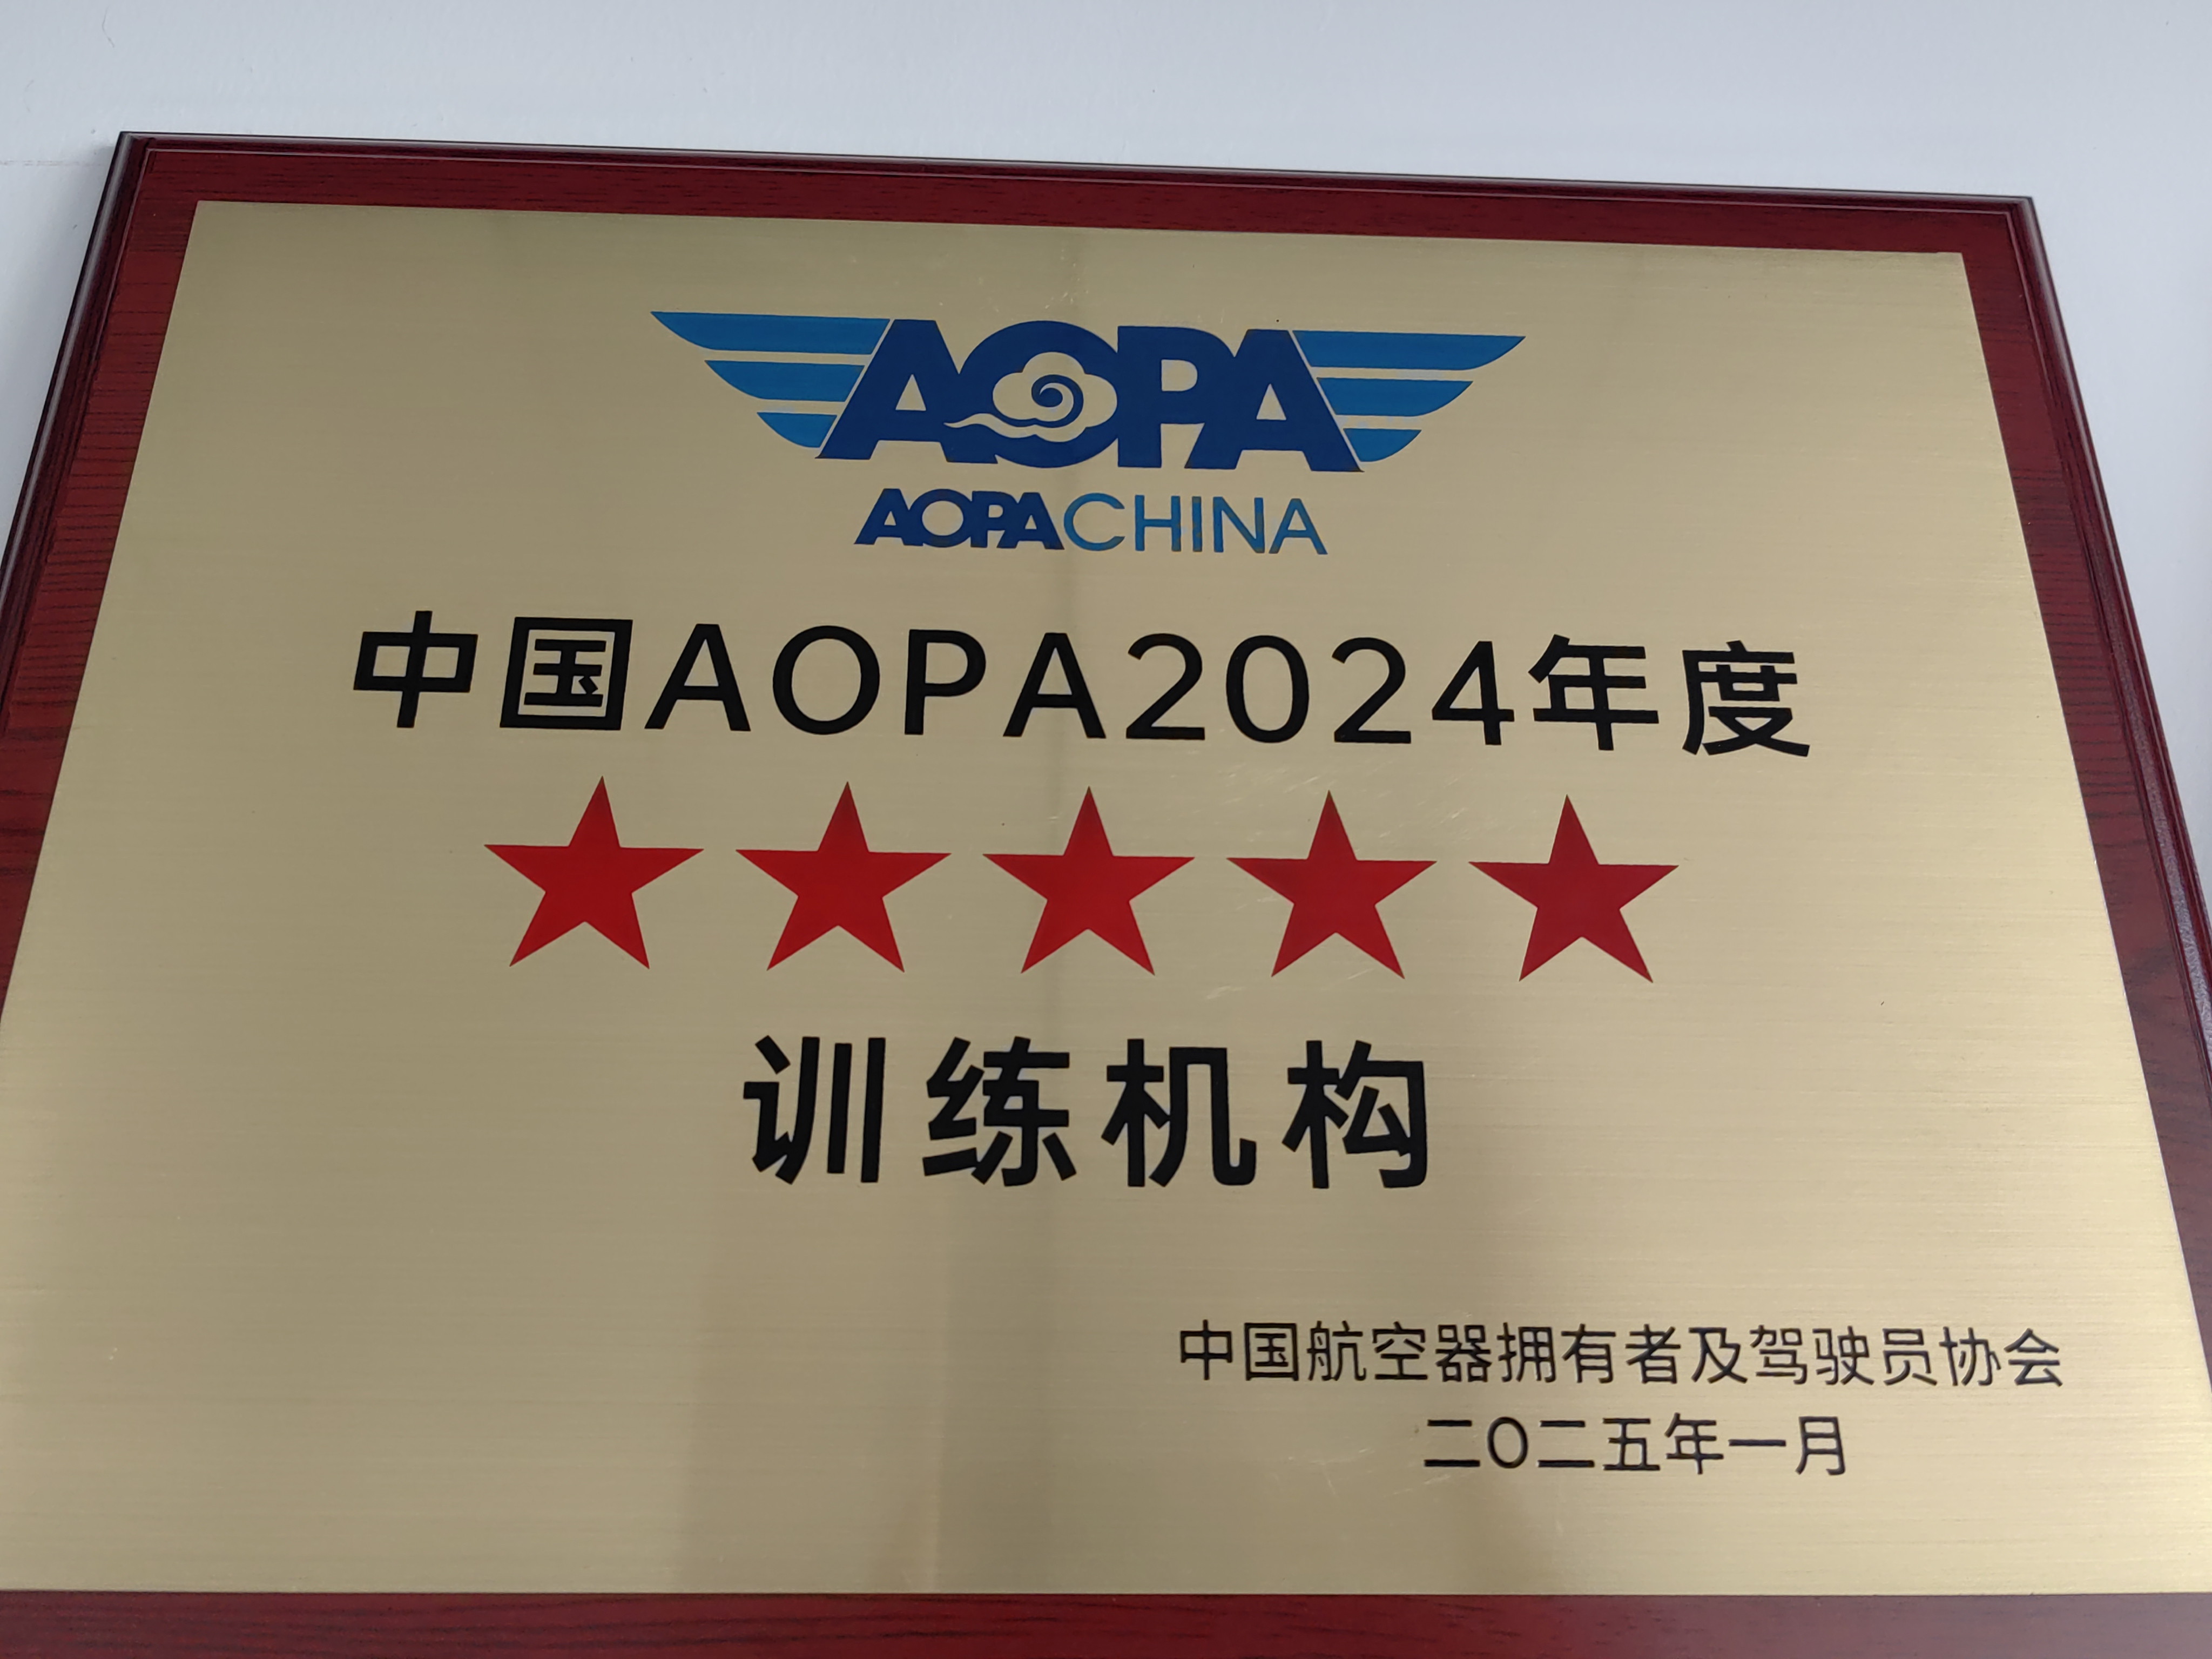 AOPA
AOPACHINA
中国AOPA2024年度
★★★★★
训练机构
中国航空器拥有者及驾驶员协会
二〇二五年一月